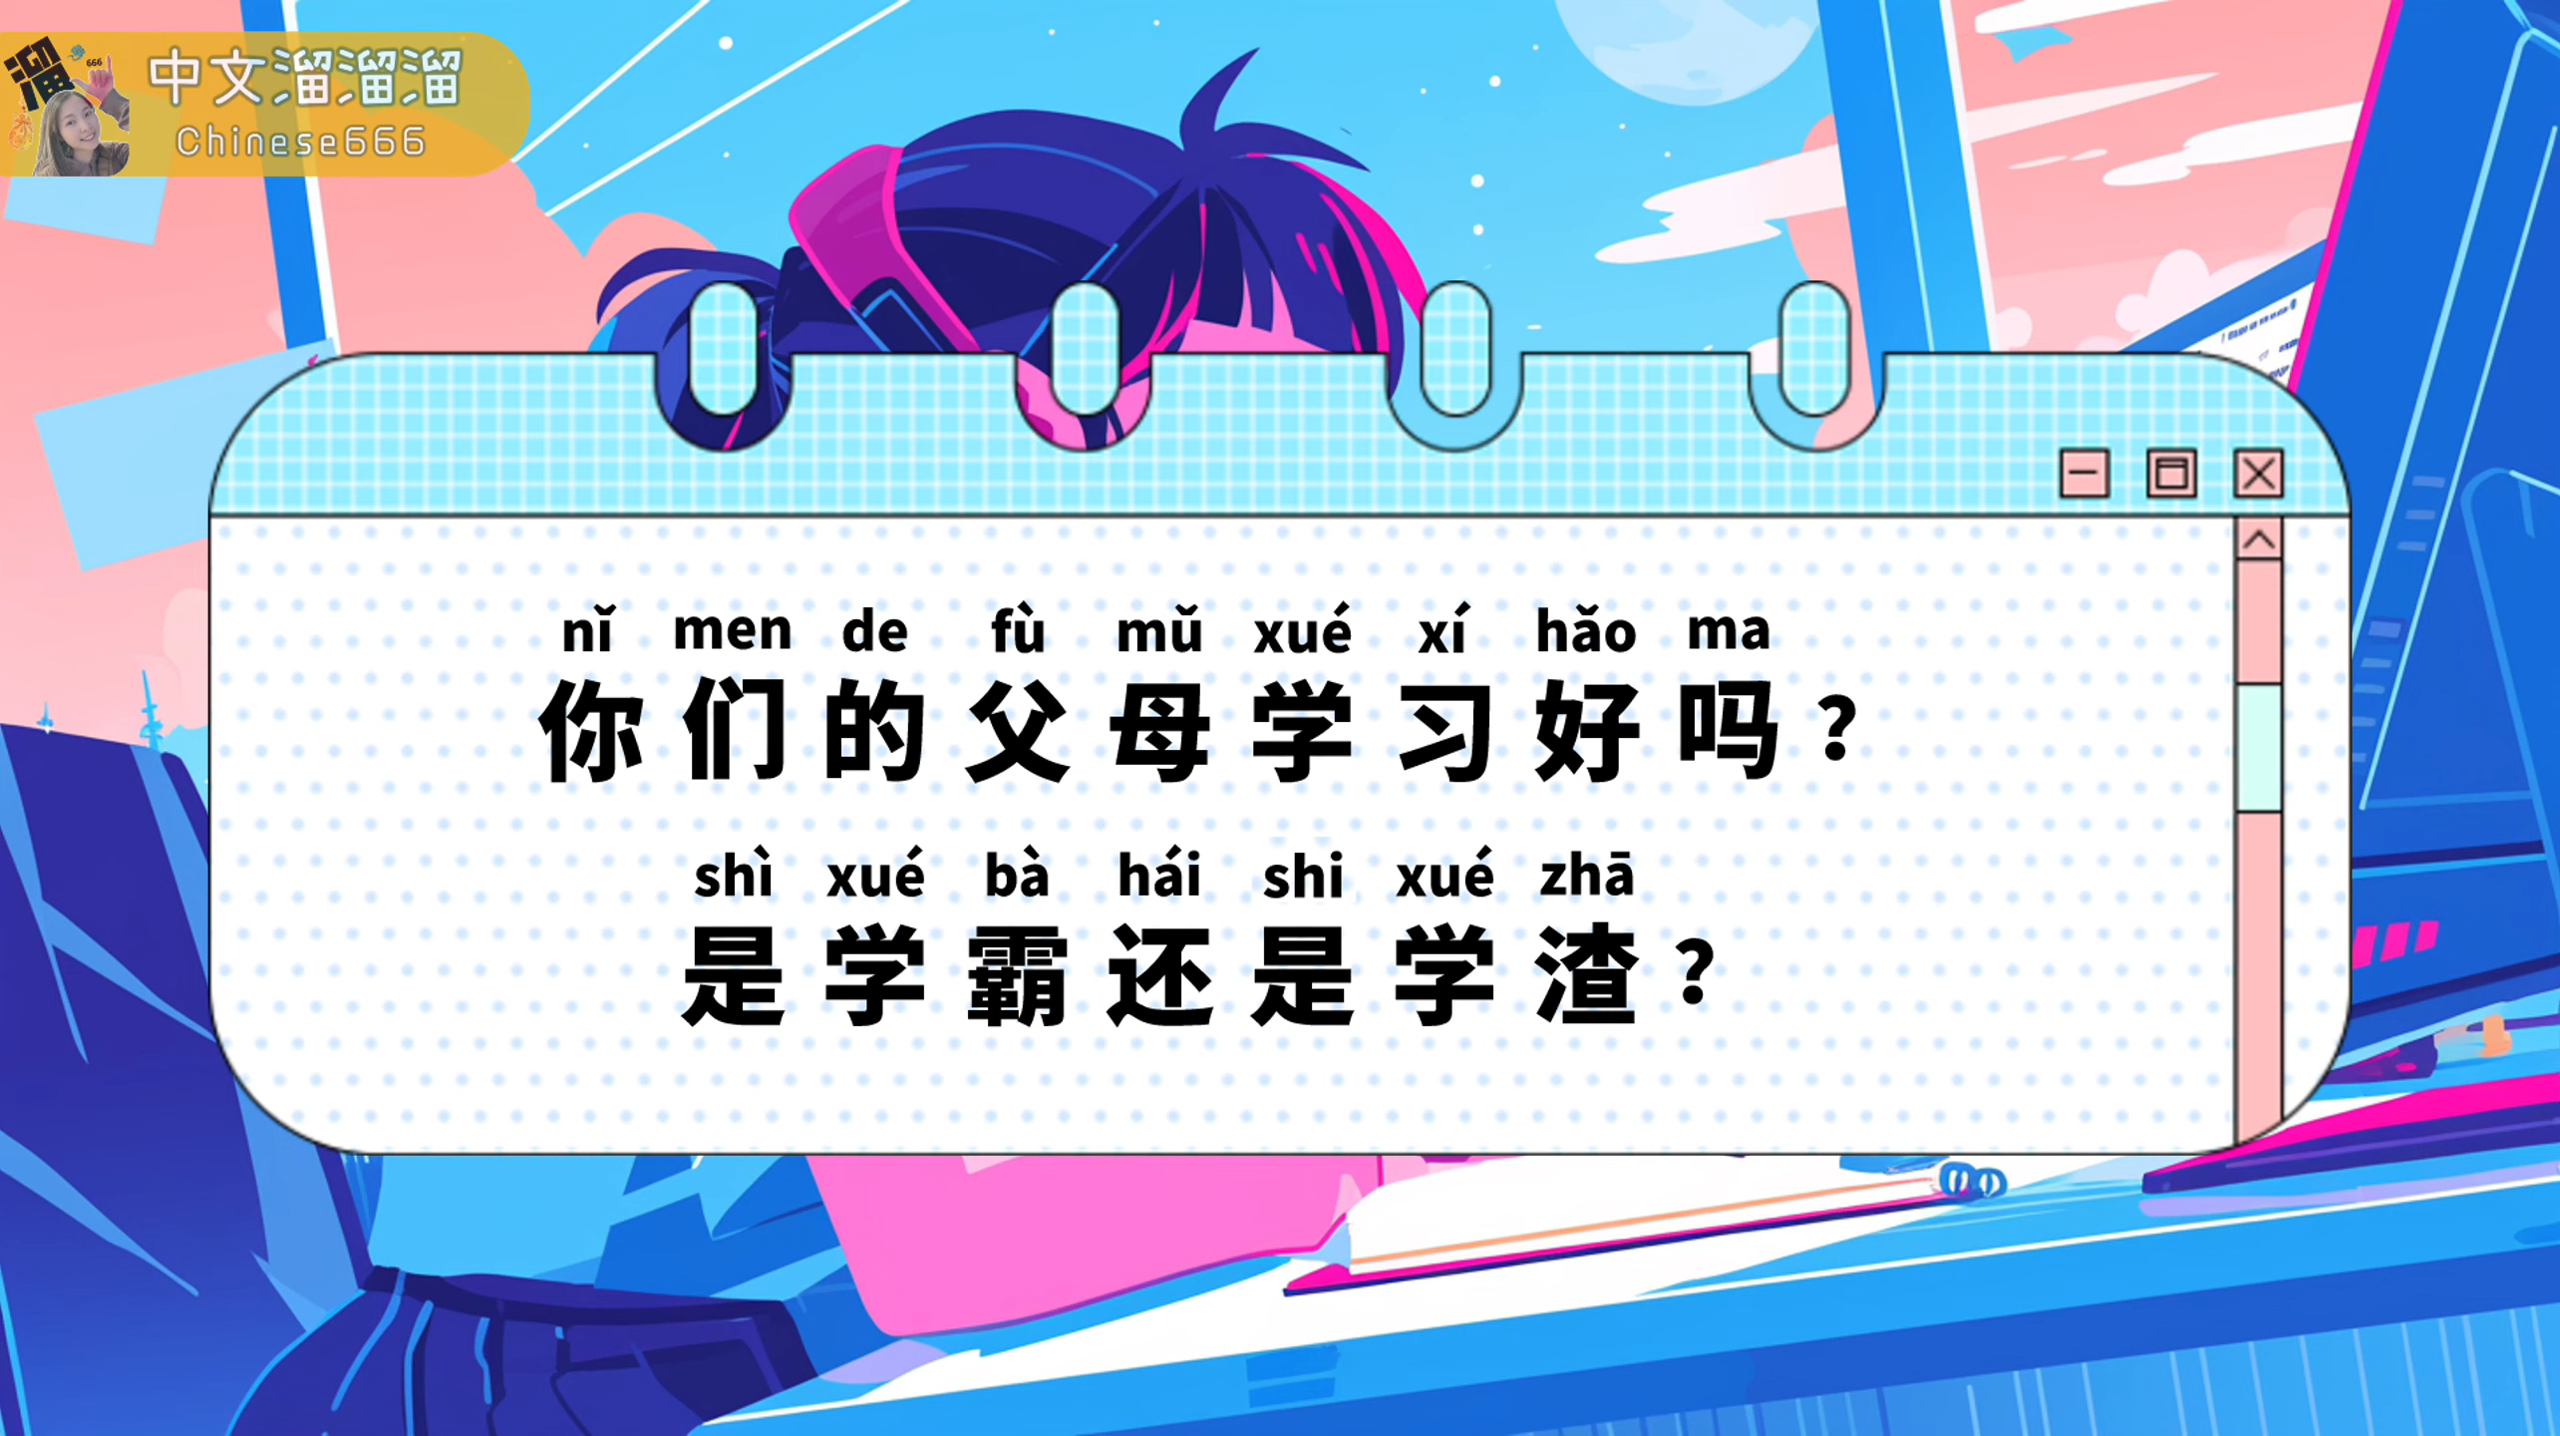 溜
666
中文溜溜溜
Chinese666
nǐ men de fù mǔ xué xí hǎo ma
你们的父母学习好吗？
shì xué bà hái shi xué zhā
是学霸还是学渣？